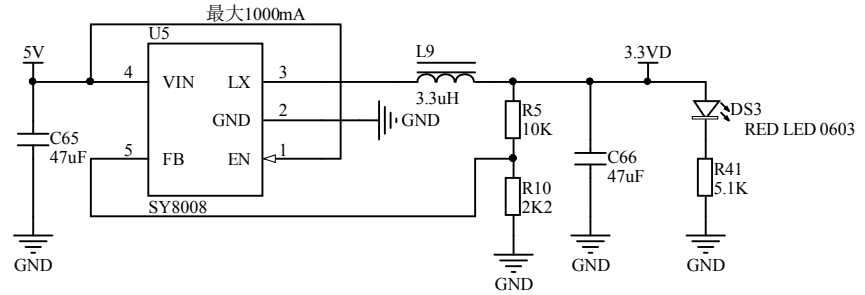 最大1000mA
U5
5V
4
VIN
LX
3
L9
3.3uH
3.3VD
GND
2
GND
C65
47uF
5
FB
EN
1
SY8008
R5
10K
R10
2K2
C66
47uF
DS3
RED LED 0603
R41
5.1K
GND
GND
GND
GND